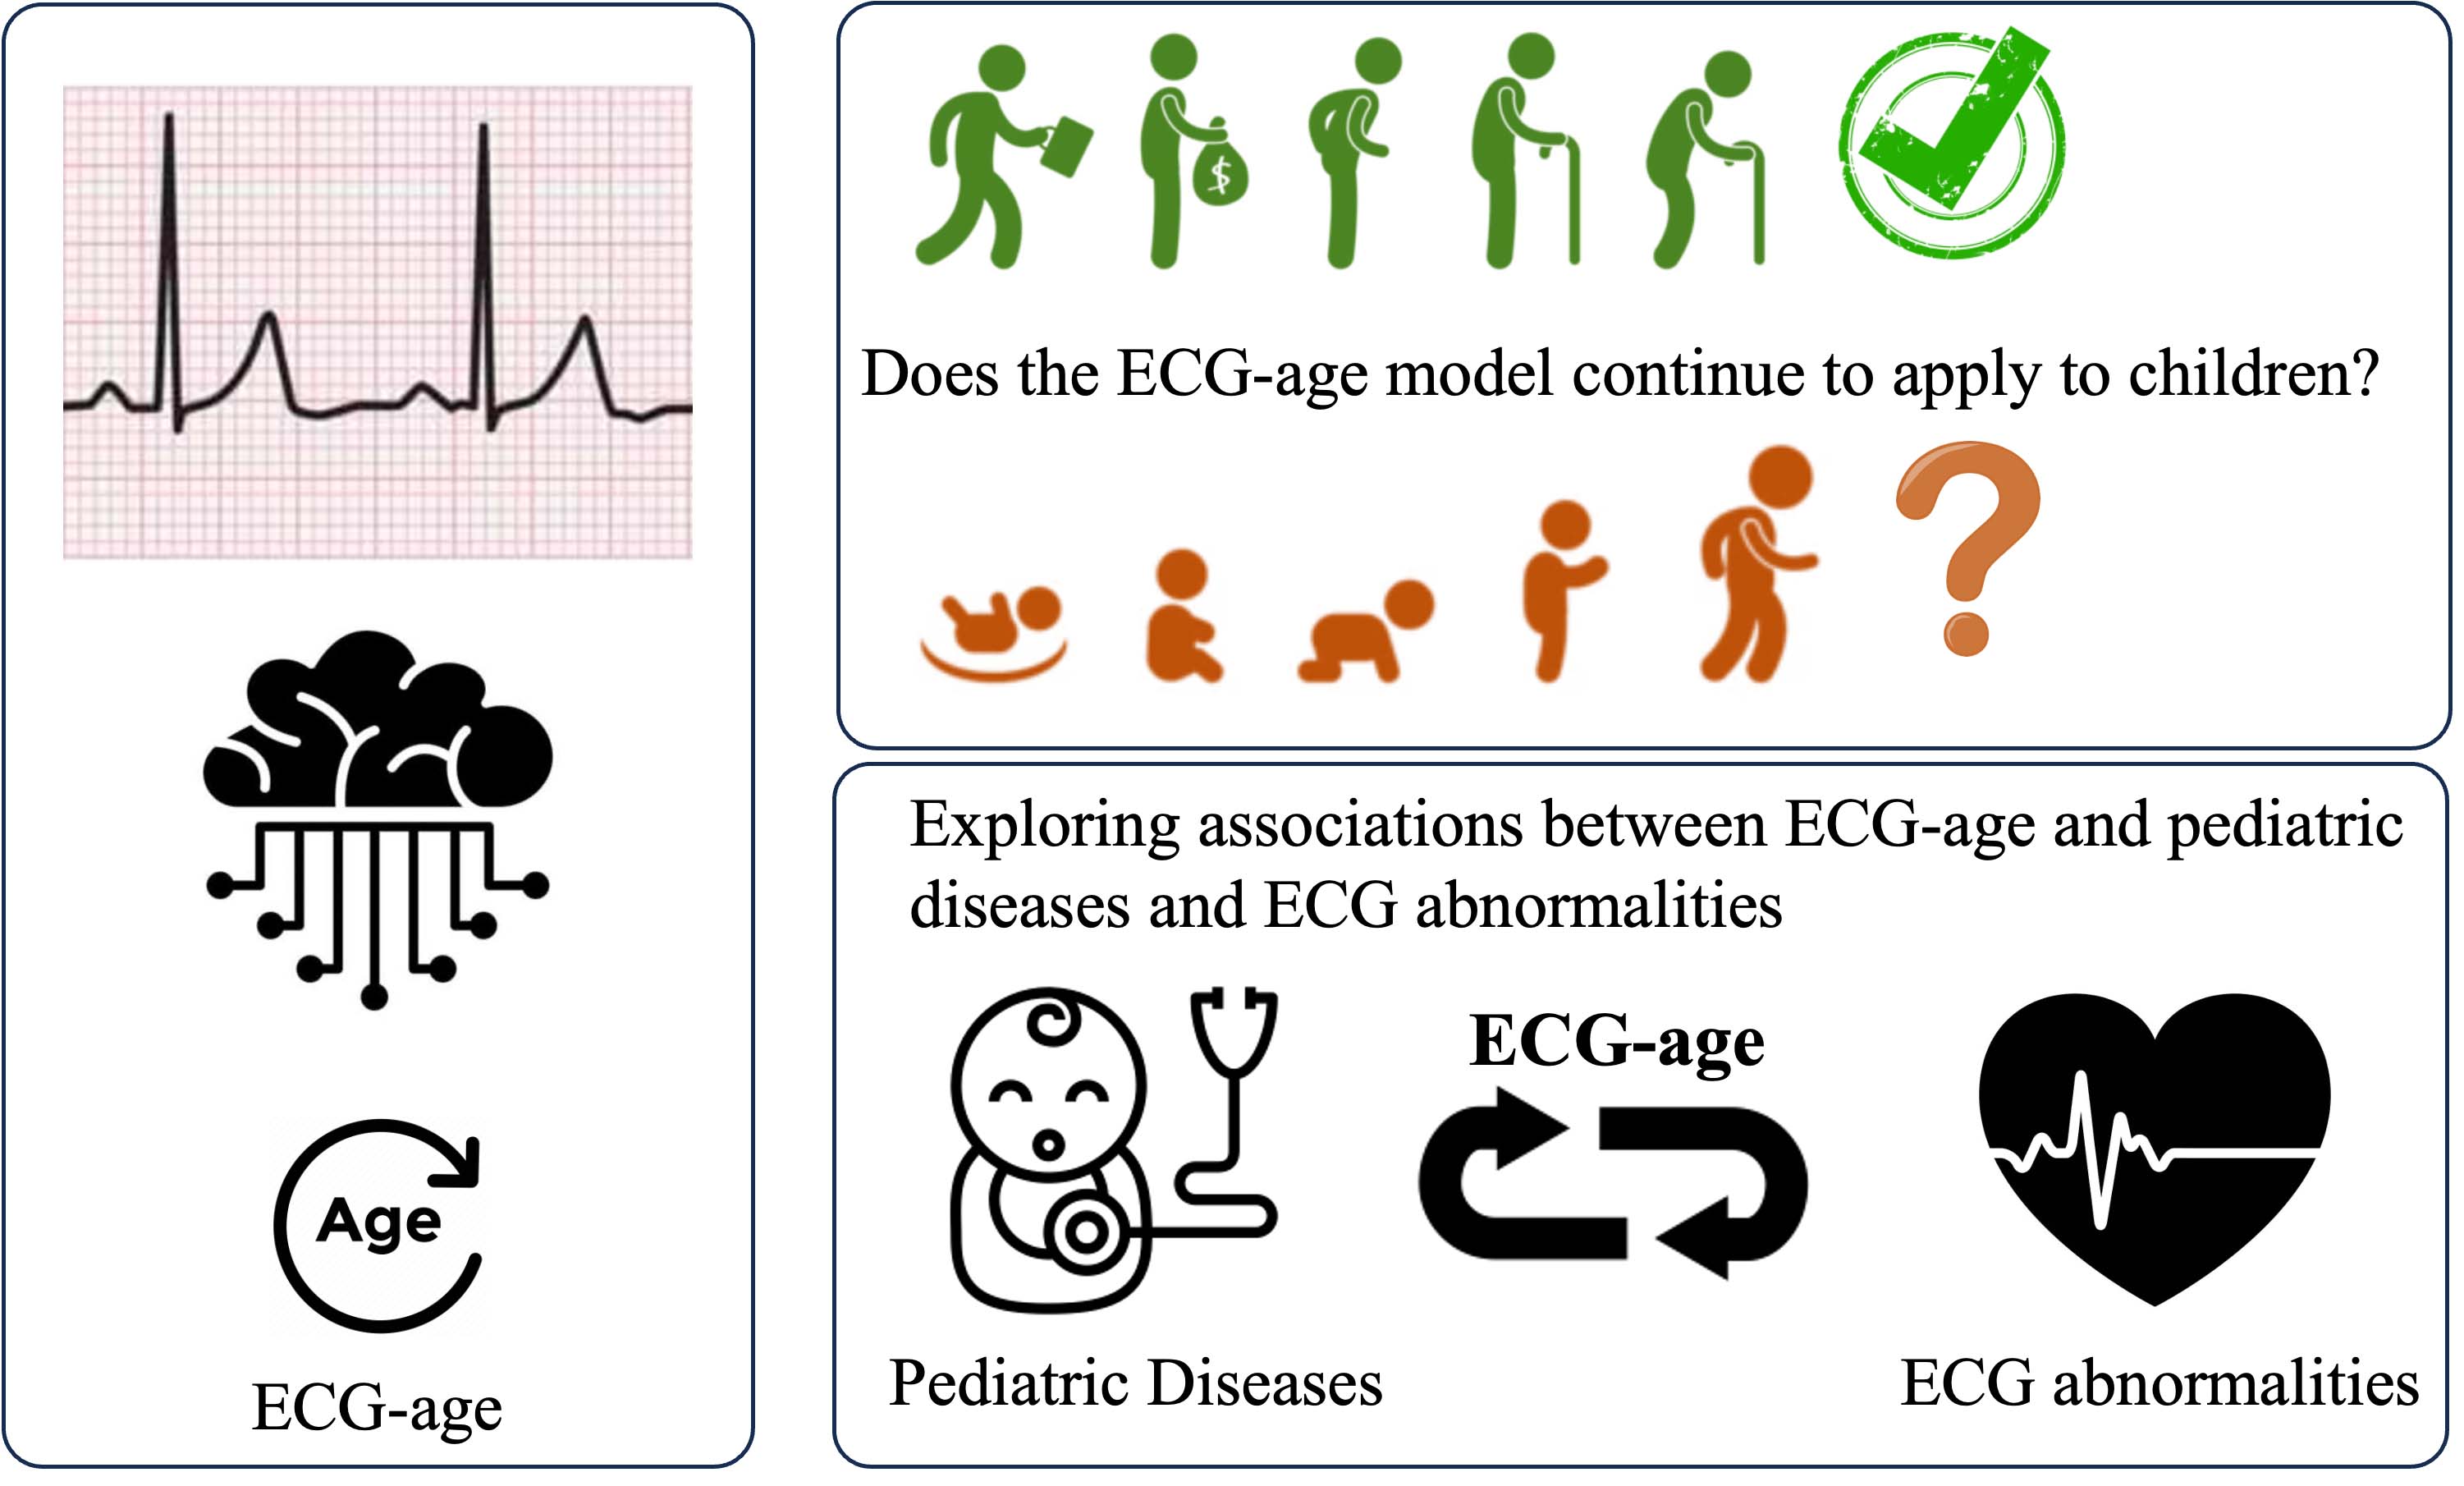 Age
ECG-age
$
Does the ECG-age model continue to apply to children?
?
Exploring associations between ECG-age and pediatric
diseases and ECG abnormalities
ECG-age
Pediatric Diseases
ECG abnormalities